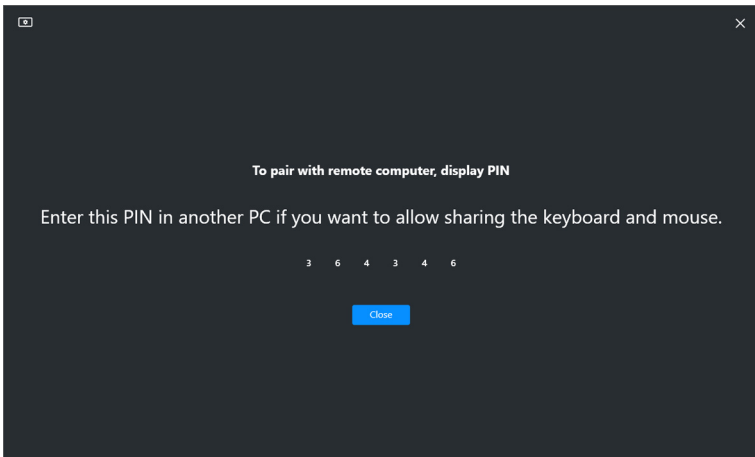 To pair with remote computer, display PIN
Enter this PIN in another PC if you want to allow sharing the keyboard and mouse.
3 6 4 3 4 6
Close